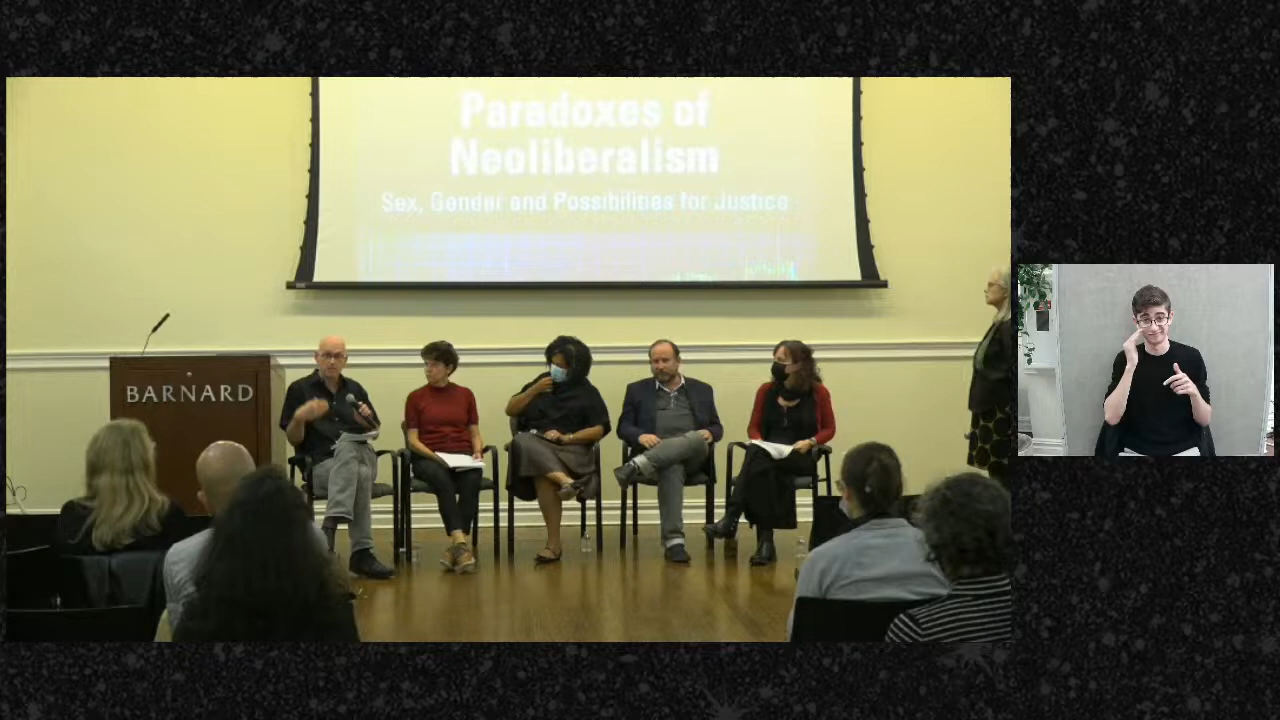 Paradoxes of
Neoliberalism
Sex, Gender and Possibilities for Justice
BARNARD